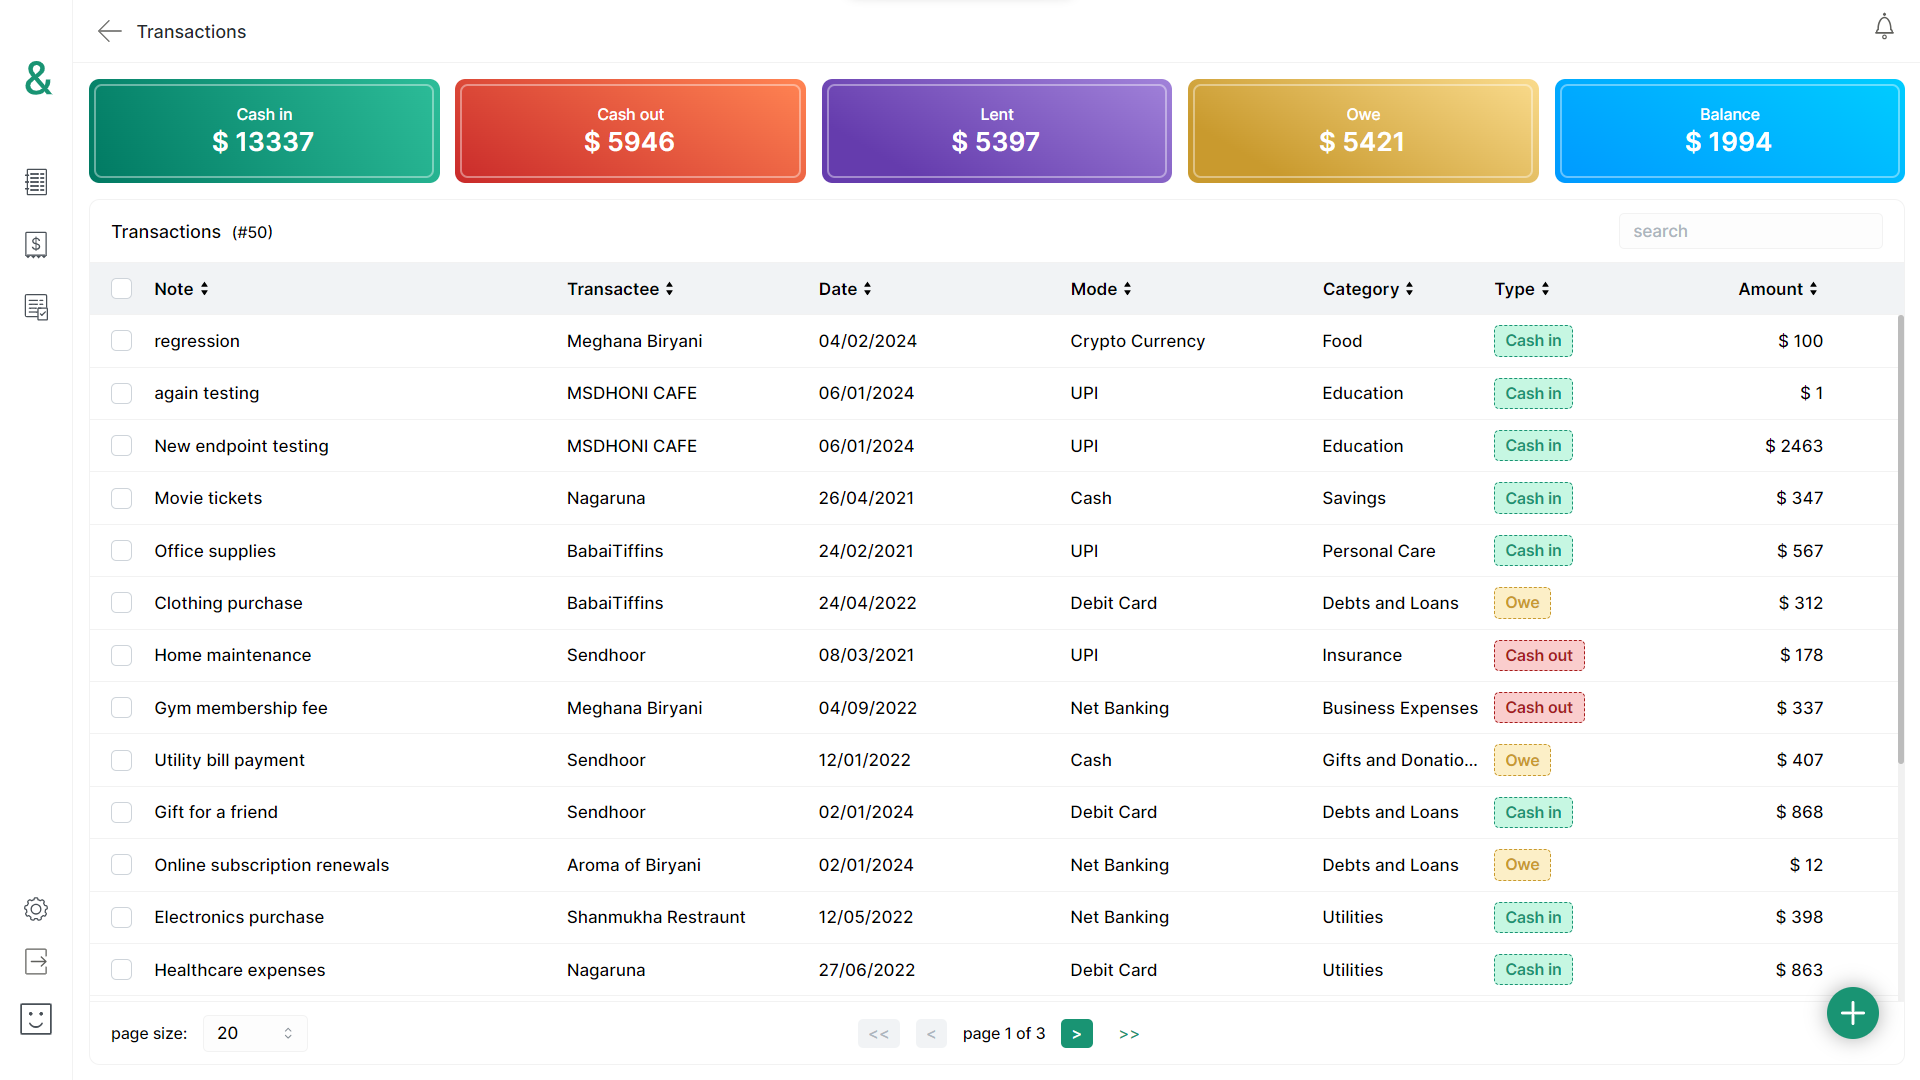 Transactions
&
Cash in
$ 13337
Cash out
$ 5946
Lent
$ 5397
Owe
$ 5421
Balance
$ 1994
Transactions (#50)
search
Note Transactee Date Mode Category Type Amount
regression Meghana Biryani 04/02/2024 Crypto Currency Food Cash in $ 100
again testing MSDHONI CAFE 06/01/2024 UPI Education Cash in $ 1
New endpoint testing MSDHONI CAFE 06/01/2024 UPI Education Cash in $ 2463
Movie tickets Nagaruna 26/04/2021 Cash Savings Cash in $ 347
Office supplies BabaiTiffins 24/02/2021 UPI Personal Care Cash in $ 567
Clothing purchase BabaiTiffins 24/04/2022 Debit Card Debts and Loans Owe $ 312
Home maintenance Sendhoor 08/03/2021 UPI Insurance Cash out $ 178
Gym membership fee Meghana Biryani 04/09/2022 Net Banking Business Expenses Cash out $ 337
Utility bill payment Sendhoor 12/01/2022 Cash Gifts and Donatio... Owe $ 407
Gift for a friend Sendhoor 02/01/2024 Debit Card Debts and Loans Cash in $ 868
Online subscription renewals Aroma of Biryani 02/01/2024 Net Banking Debts and Loans Owe $ 12
Electronics purchase Shanmukha Restraunt 12/05/2022 Net Banking Utilities Cash in $ 398
Healthcare expenses Nagaruna 27/06/2022 Debit Card Utilities Cash in $ 863
page size: 20 << < page 1 of 3 > >>